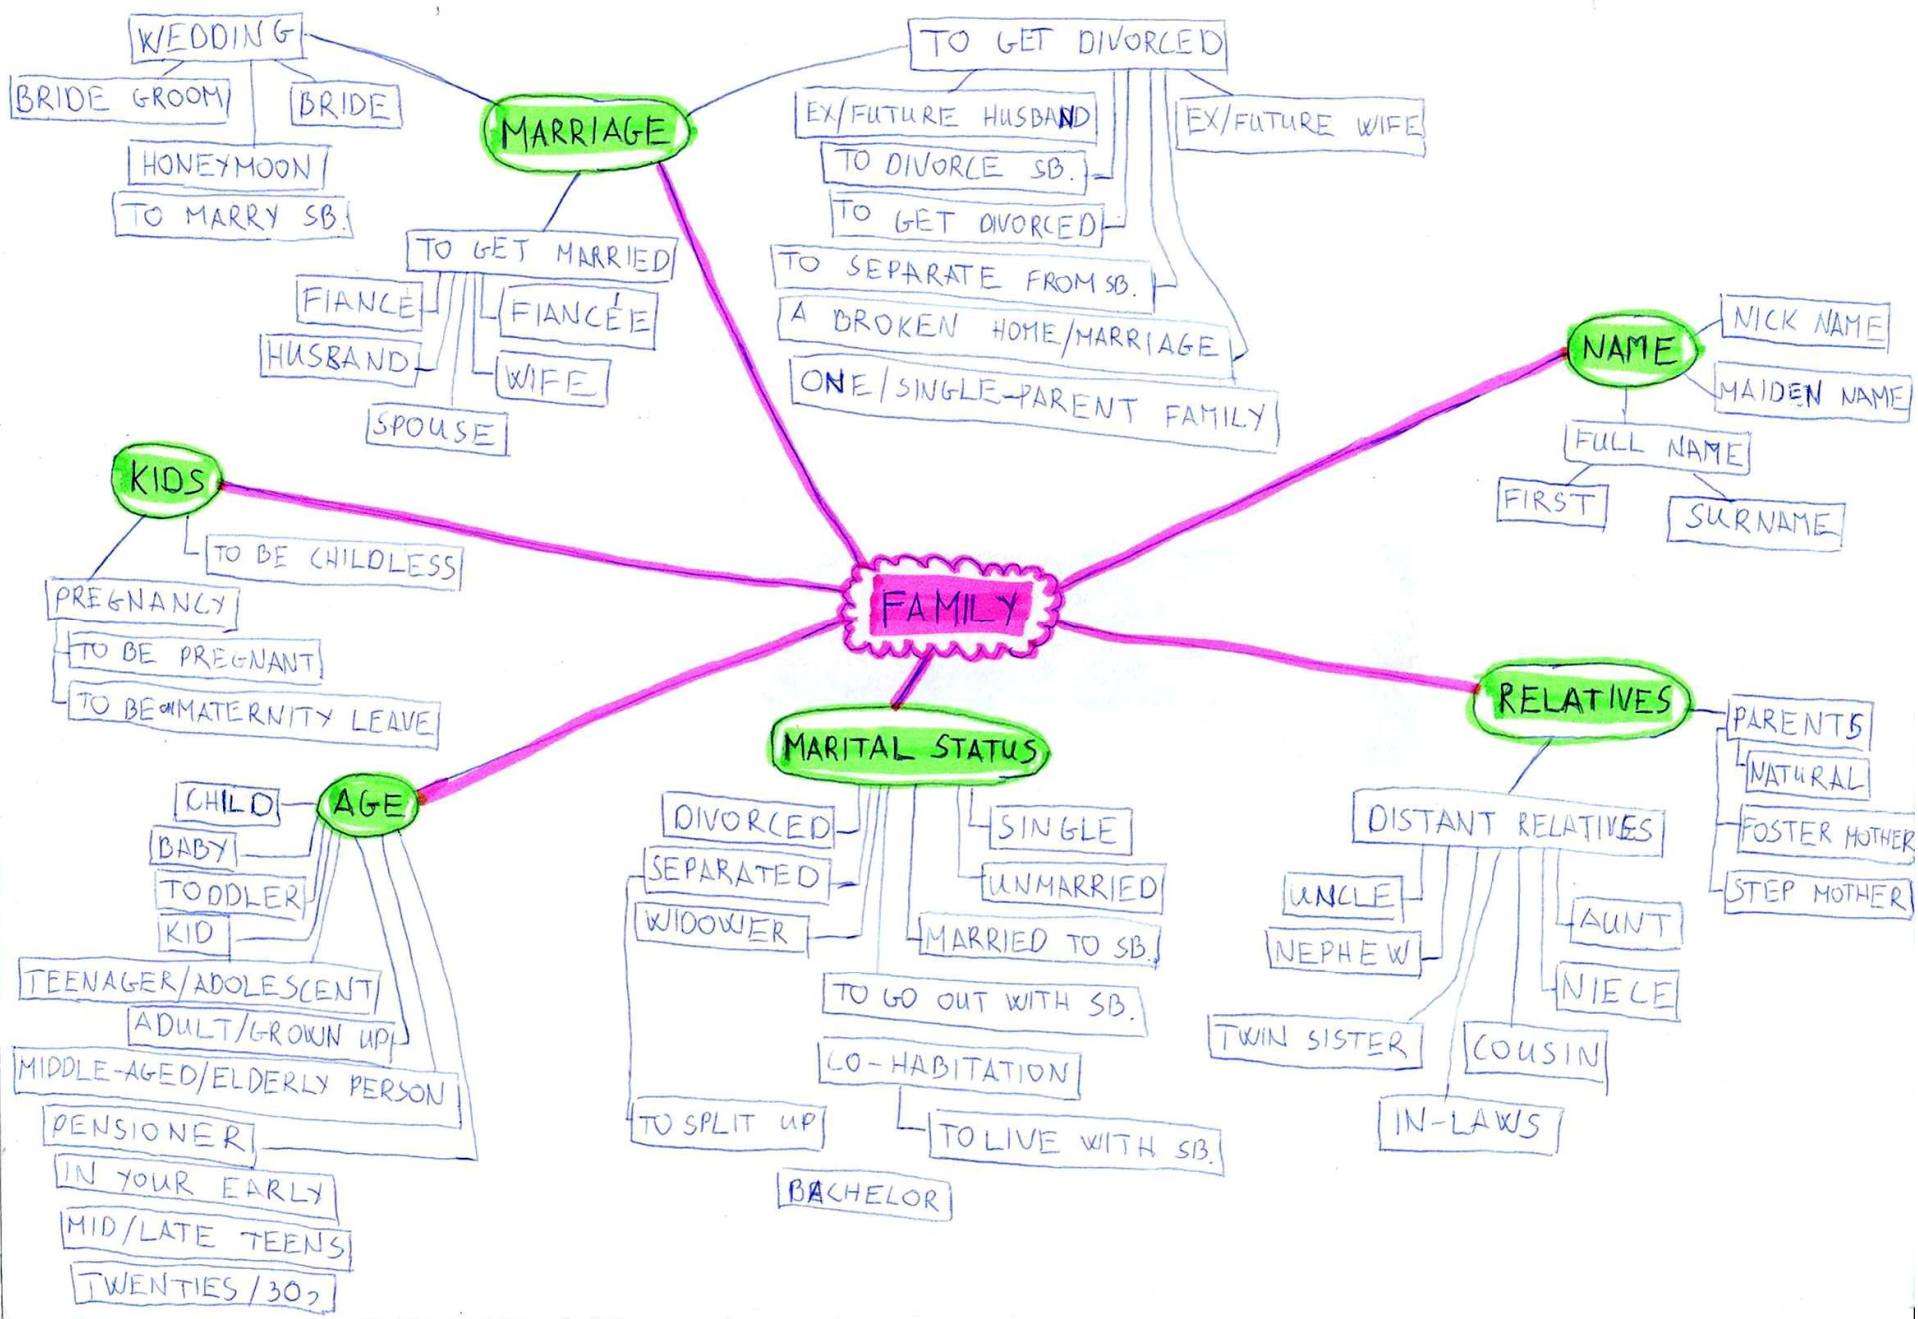 WEDDING
BRIDE GROOM
BRIDE
HONEYMOON
TO MARRY SB.
MARRIAGE
TO GET MARRIED
FIANCÉ
FIANCÉE
HUSBAND
WIFE
SPOUSE
TO GET DIVORCED
EX/FUTURE HUSBAND
EX/FUTURE WIFE
TO DIVORCE SB.
TO GET DIVORCED
TO SEPARATE FROM SB.
A BROKEN HOME/MARRIAGE
ONE/SINGLE-PARENT FAMILY
NAME
NICK NAME
MAIDEN NAME
FULL NAME
FIRST
SURNAME
KIDS
TO BE CHILDLESS
PREGNANCY
TO BE PREGNANT
TO BE ON MATERNITY LEAVE
FAMILY
RELATIVES
PARENTS
NATURAL
FOSTER MOTHER
STEP MOTHER
DISTANT RELATIVES
UNCLE
NEPHEW
AUNT
NIECE
TWIN SISTER
COUSIN
IN-LAWS
MARITAL STATUS
DIVORCED
SINGLE
SEPARATED
UNMARRIED
WIDOWER
MARRIED TO SB.
TO GO OUT WITH SB.
CO-HABITATION
TO SPLIT UP
TO LIVE WITH SB.
BACHELOR
AGE
CHILD
BABY
TODDLER
KID
TEENAGER/ADOLESCENT
ADULT/GROWN UP
MIDDLE-AGED/ELDERLY PERSON
PENSIONER
IN YOUR EARLY
MID/LATE TEENS
TWENTIES/30s